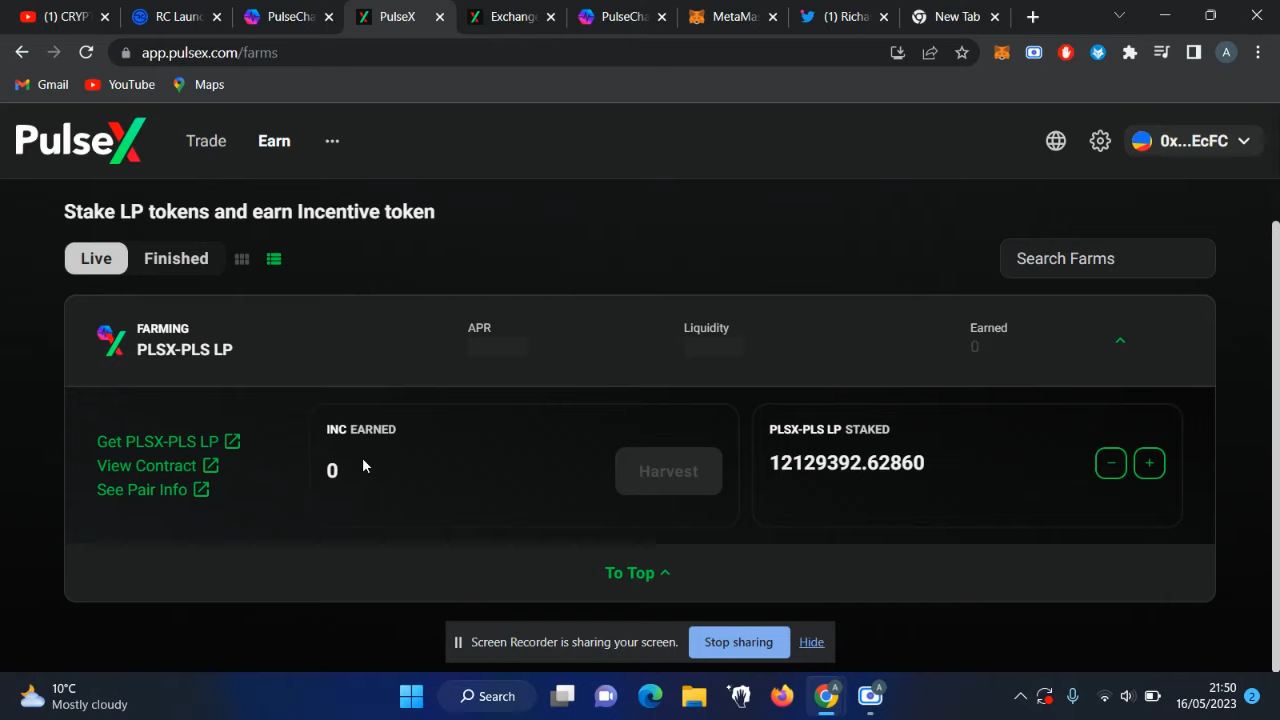 (1) CRYP
RC Laun
PulseCha
PulseX
Exchang
PulseCha
MetaMa
(1) Richa
New Tab
app.pulsex.com/farms
A
Gmail
YouTube
Maps
PulseX
Trade
Earn
0x...EcFC
Stake LP tokens and earn Incentive token
Live
Finished
Search Farms
FARMING
PLSX-PLS LP
APR
Liquidity
Earned
0
Get PLSX-PLS LP
View Contract
See Pair Info
INC EARNED
0
Harvest
PLSX-PLS LP STAKED
12129392.62860
To Top
Screen Recorder is sharing your screen.
Stop sharing
Hide
10°C
Mostly cloudy
Search
A
A
21:50
16/05/2023
2